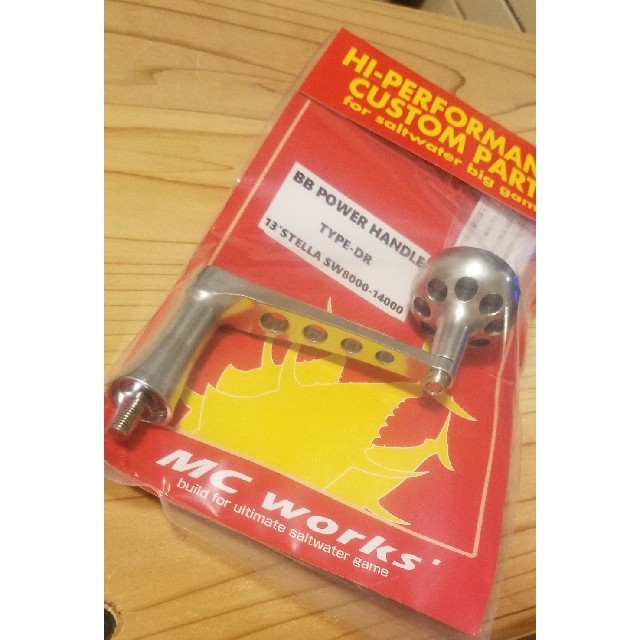 HI-PERFORMAN
CUSTOM PART
for saltwater big gam
BB POWER HANDLE
TYPE-DR
13'STELLA SW8000-14000
MC works'
build for ultimate saltwater game